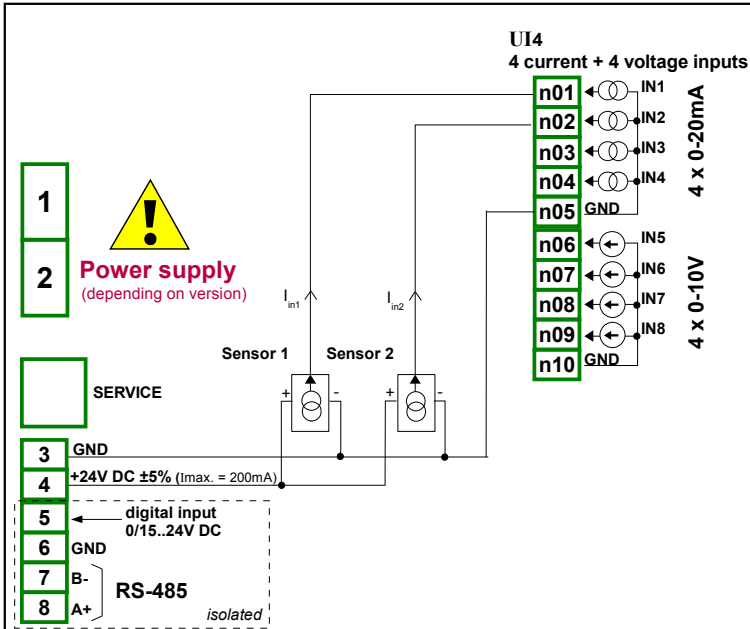 UI4
4 current + 4 voltage inputs
n01 IN1
n02 IN2
n03 IN3
n04 IN4
n05 GND
4 x 0-20mA
n06 IN5
n07 IN6
n08 IN7
n09 IN8
n10 GND
4 x 0-10V
1
2
!
Power supply
(depending on version)
Iin1
Iin2
Sensor 1
Sensor 2
+ -
+ -
SERVICE
3 GND
4 +24V DC ±5% (Imax. = 200mA)
5 digital input
0/15..24V DC
6 GND
7 B-
8 A+
RS-485
isolated